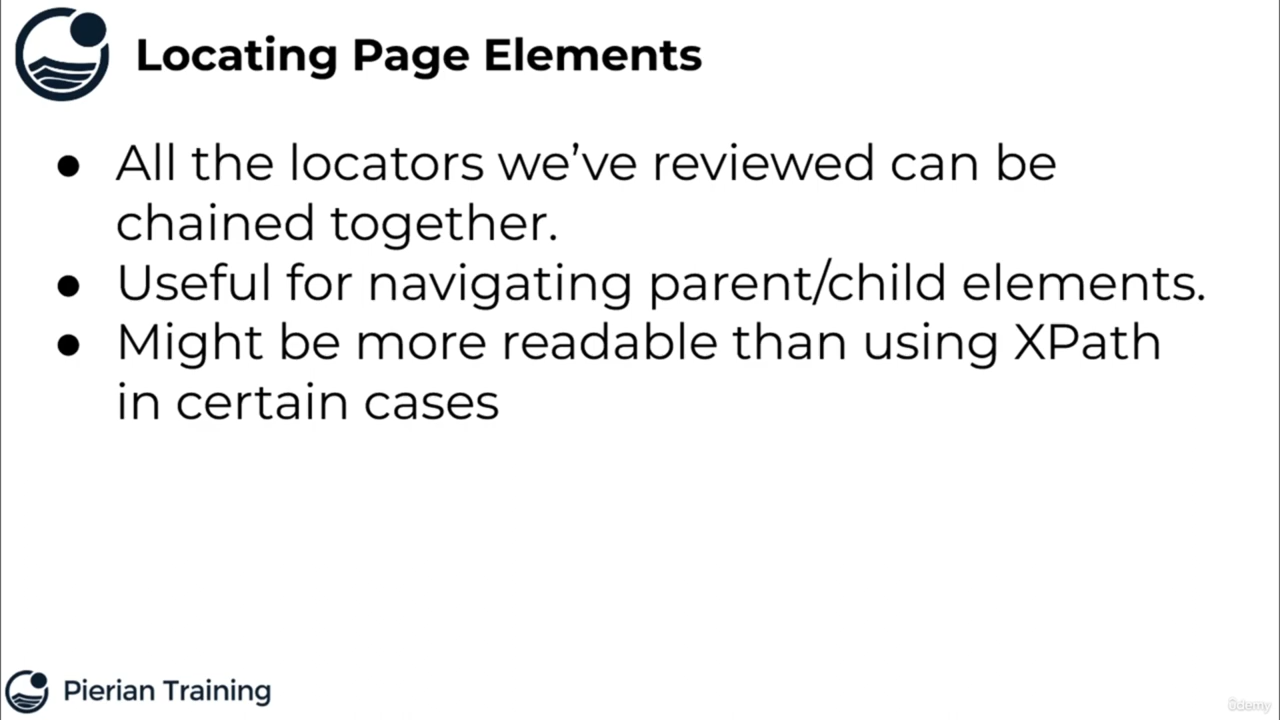 Locating Page Elements
● All the locators we’ve reviewed can be
chained together.
● Useful for navigating parent/child elements.
● Might be more readable than using XPath
in certain cases
Pierian Training
ûdemy